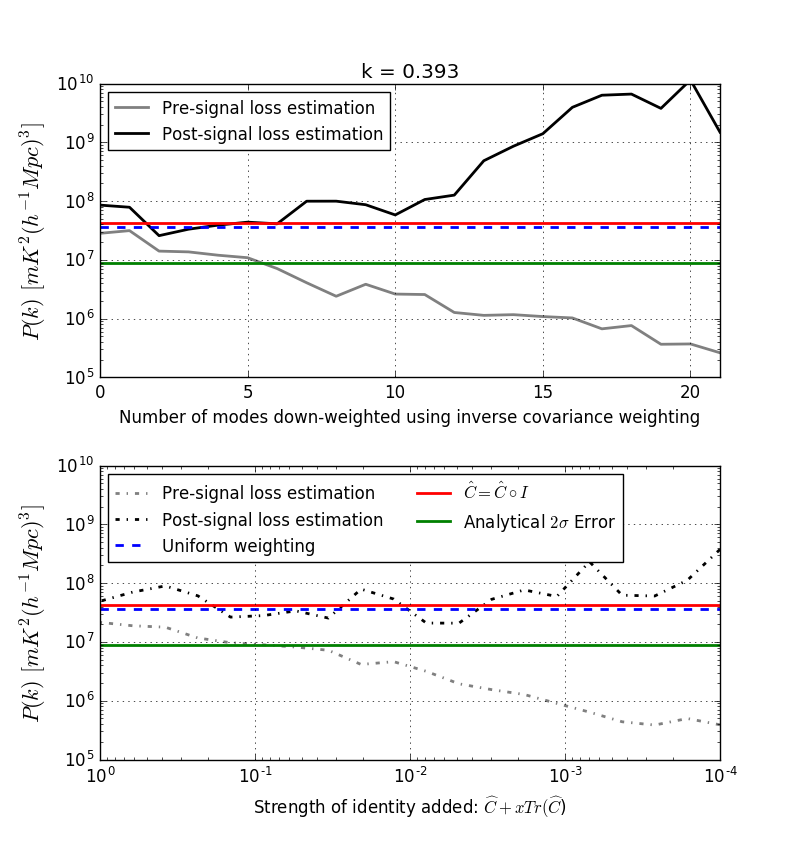 k = 0.393
10^10
10^9
10^8
10^7
10^6
10^5
P(k) [mK^2(h^-1Mpc)^3]
Pre-signal loss estimation
Post-signal loss estimation
0 5 10 15 20
Number of modes down-weighted using inverse covariance weighting
10^10
10^9
10^8
10^7
10^6
10^5
P(k) [mK^2(h^-1Mpc)^3]
Pre-signal loss estimation
Post-signal loss estimation
Uniform weighting
Ĉ = Ĉ ∘ I
Analytical 2σ Error
10^0 10^-1 10^-2 10^-3 10^-4
Strength of identity added: Ĉ + xTr(Ĉ)